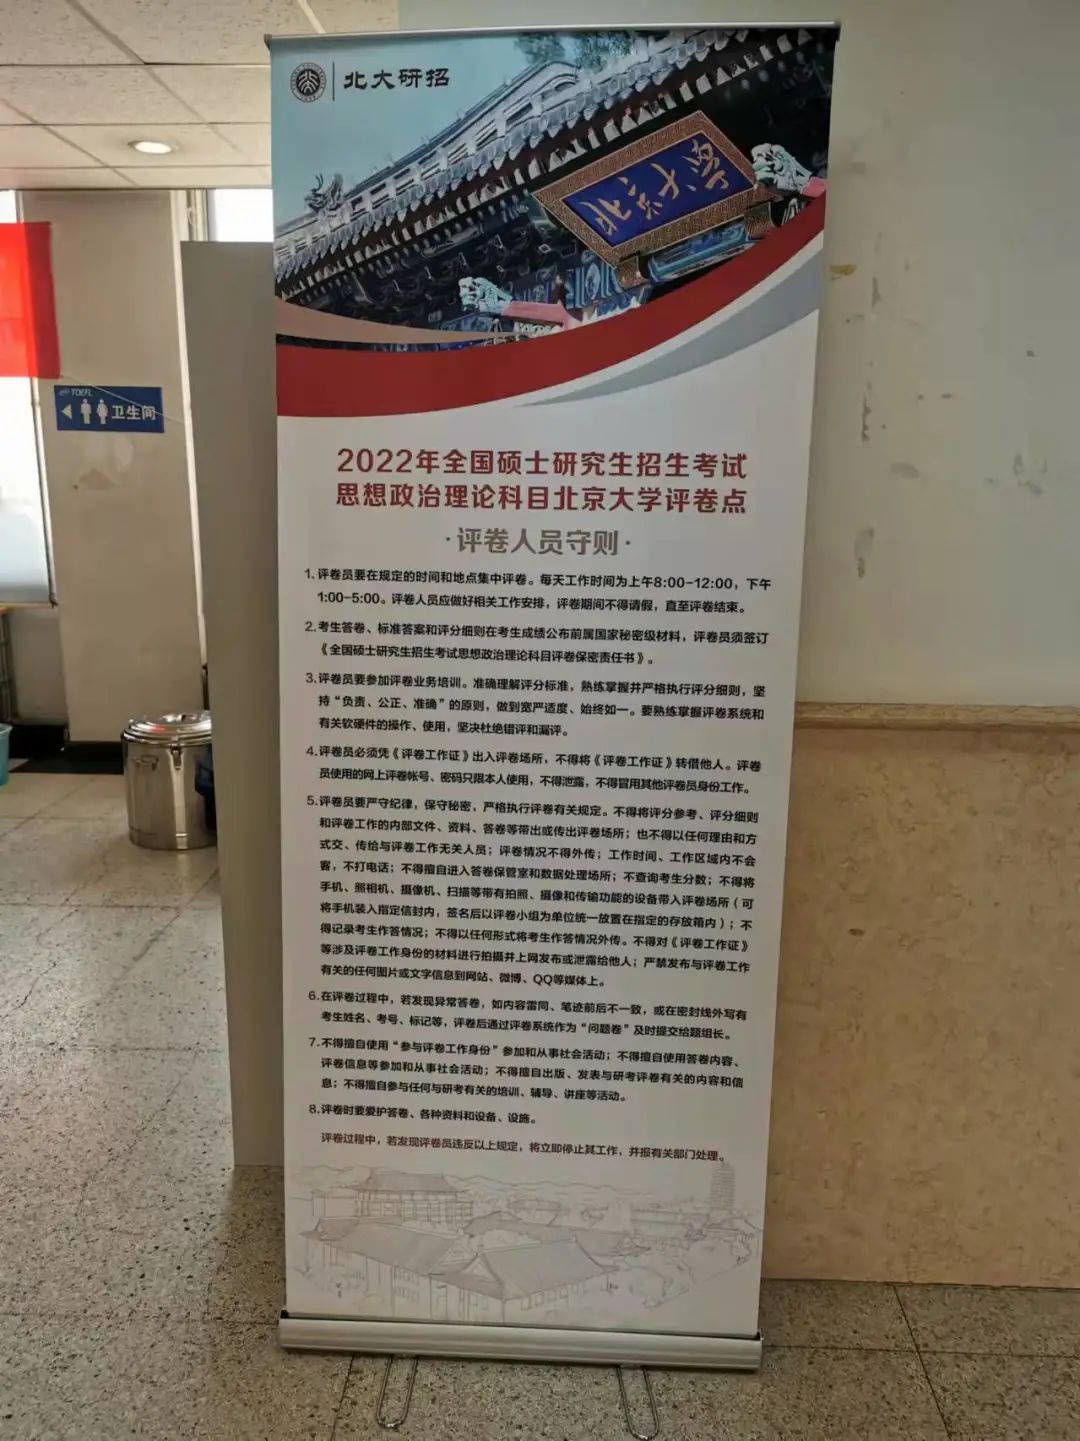 北大研招
北京大学
TOEFL
卫生间
2022年全国硕士研究生招生考试
思想政治理论科目北京大学评卷点
·评卷人员守则·
1.评卷员要在规定的时间和地点集中评卷。每天工作时间为上午8:00-12:00，下午
1:00-5:00。评卷人员应做好相关工作安排，评卷期间不得请假，直至评卷结束。
2.考生答卷、标准答案和评分细则在考生成绩公布前属国家秘密级材料，评卷员须签订
《全国硕士研究生招生考试思想政治理论科目评卷保密责任书》。
3.评卷员要参加评卷业务培训。准确理解评分标准，熟练掌握并严格执行评分细则，坚
持“负责、公正、准确”的原则，做到宽严适度、始终如一。要熟练掌握评卷系统和
有关软硬件的操作、使用，坚决杜绝错评和漏评。
4.评卷员必须凭《评卷工作证》出入评卷场所，不得将《评卷工作证》转借他人。评卷
员使用的网上评卷帐号、密码只限本人使用，不得泄露，不得冒用其他评卷员身份工作。
5.评卷员要严守纪律，保守秘密，严格执行评卷有关规定。不得将评分参考、评分细则
和评卷工作的内部文件、资料、答卷等带出或传出评卷场所；也不得以任何理由和方
式交、传给与评卷工作无关人员；评卷情况不得外传；工作时间、工作区域内不会
客，不打电话；不得擅自进入答卷保管室和数据处理场所；不查询考生分数；不得将
手机、照相机、摄像机、扫描等带有拍照、摄像和传输功能的设备带入评卷场所（可
将手机装入指定信封内，签名后以评卷小组为单位统一放置在指定的存放箱内）；不
得记录考生作答情况；不得以任何形式将考生作答情况外传。不得对《评卷工作证》
等涉及评卷工作身份的材料进行拍摄并上网发布或泄露给他人；严禁发布与评卷工作
有关的任何图片或文字信息到网站、微博、QQ等媒体上。
6.在评卷过程中，若发现异常答卷，如内容雷同、笔迹前后不一致，或在密封线外写有
考生姓名、考号、标记等，评卷后通过评卷系统作为“问题卷”及时提交给题组长。
7.不得擅自使用“参与评卷工作身份”参加和从事社会活动；不得擅自使用答卷内容、
评卷信息等参加和从事社会活动；不得擅自出版、发表与研考评卷有关的内容和信
息；不得擅自参与任何与研考有关的培训、辅导、讲座等活动。
8.评卷时要爱护答卷、各种资料和设备、设施。
评卷过程中，若发现评卷员违反以上规定，将立即停止其工作，并报有关部门处理。